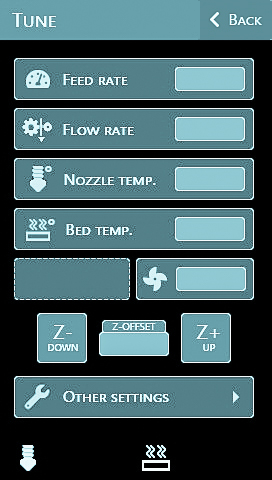 Tune
Back
Feed rate
Flow rate
Nozzle temp.
Bed temp.
Z-
Down
Z-offset
Z+
Up
Other settings